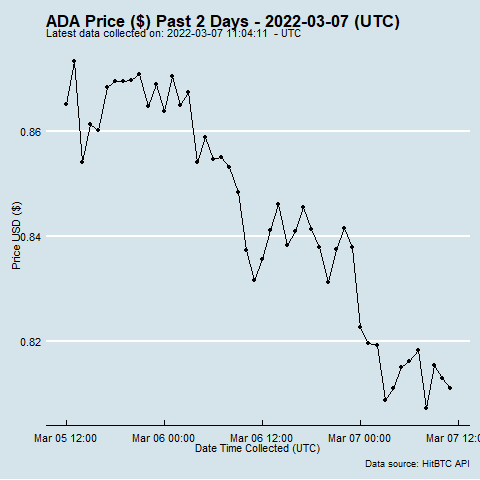 ADA Price ($) Past 2 Days - 2022-03-07 (UTC)
Latest data collected on: 2022-03-07 11:04:11 - UTC
0.86
0.84
0.82
Price USD ($)
Mar 05 12:00 Mar 06 00:00 Mar 06 12:00 Mar 07 00:00 Mar 07 12:
Date Time Collected (UTC)
Data source: HitBTC API